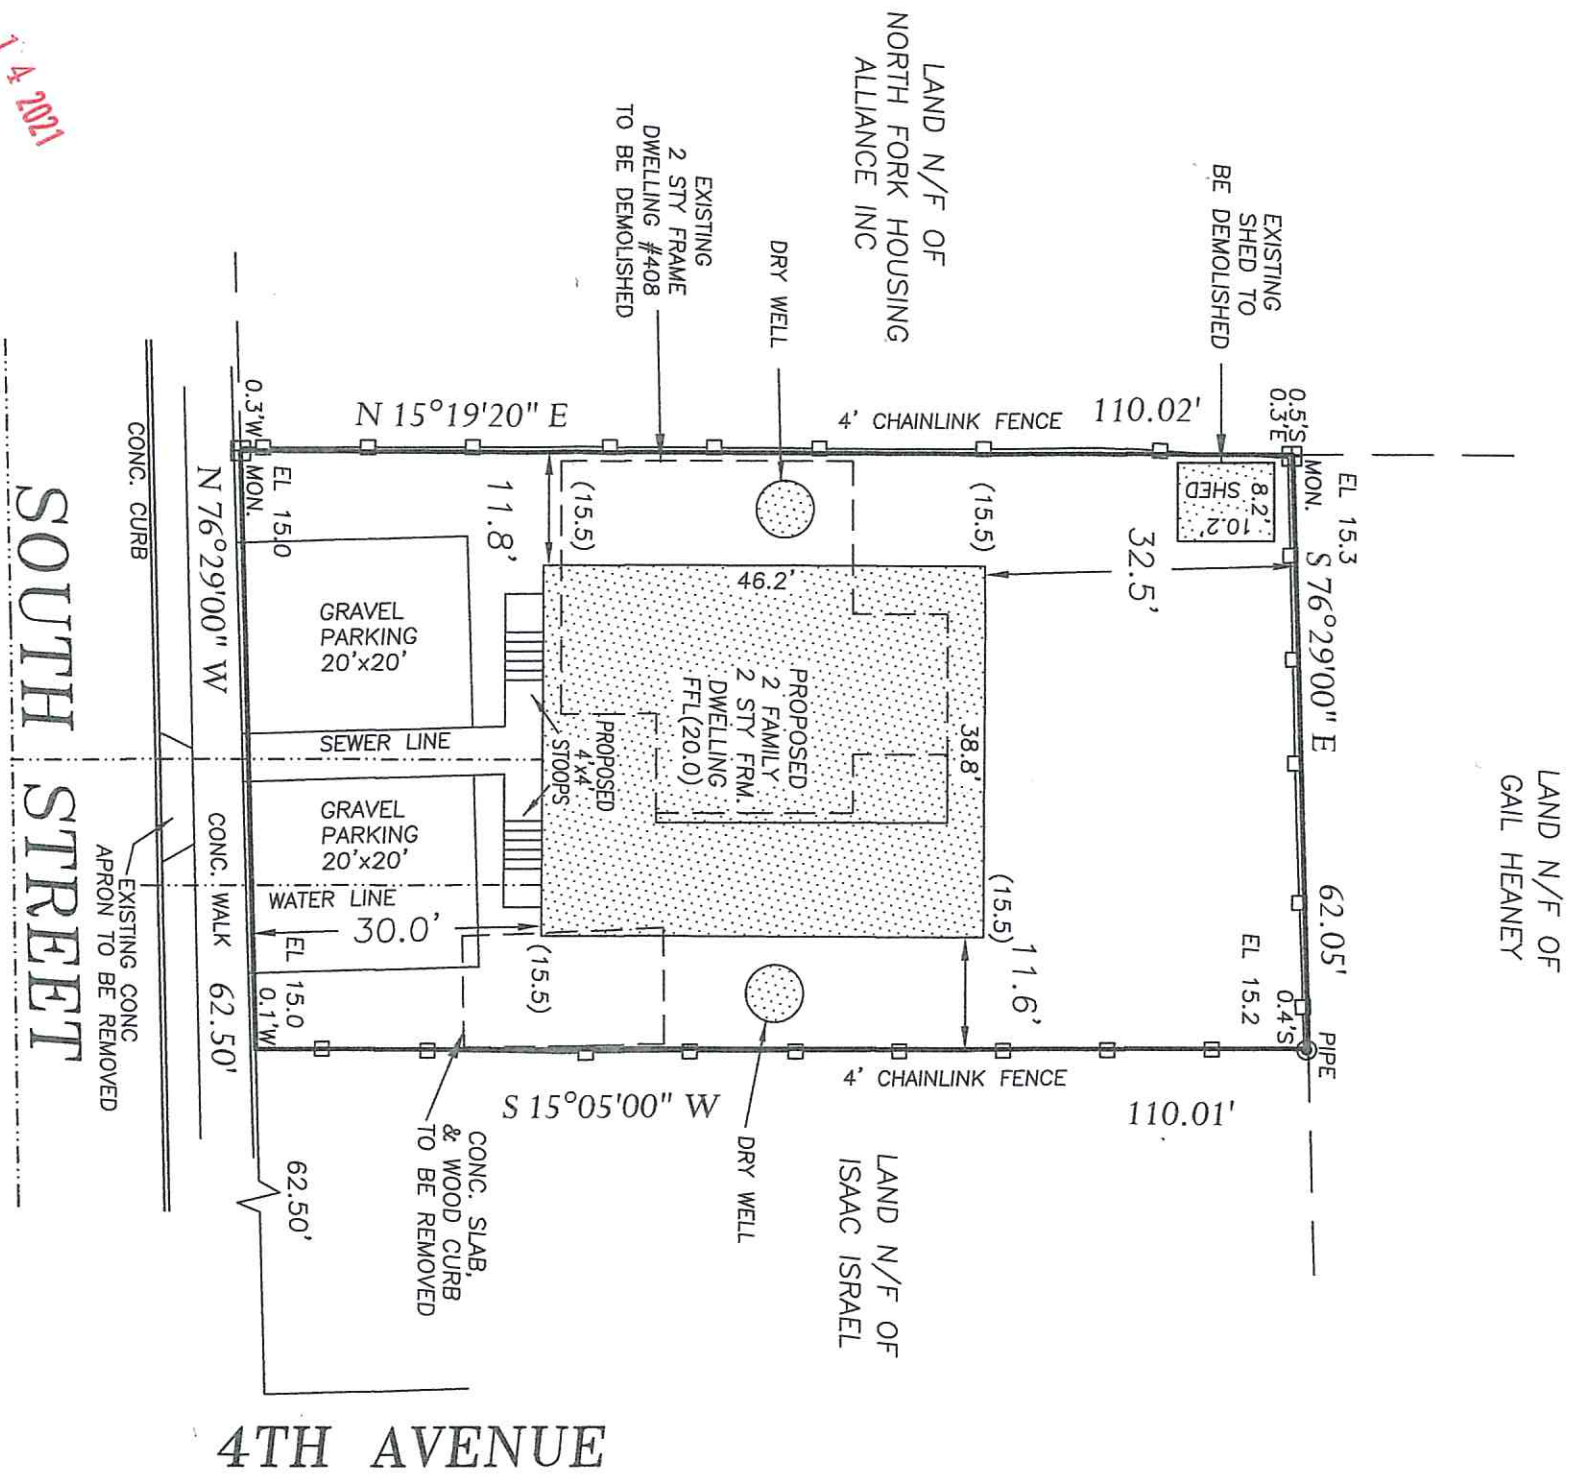 LAND N/F OF
GAIL HEANEY
EL 15.3
S 76°29'00" E
62.05'
PIPE
0.4'S
EL 15.2
MON.
0.5'S
0.3'E
EXISTING
SHED TO
BE DEMOLISHED
8.2'
SHED
10.2'
32.5'
LAND N/F OF
NORTH FORK HOUSING
ALLIANCE INC
110.02'
4' CHAINLINK FENCE
N 15°19'20" E
DRY WELL
EXISTING
2 STY FRAME
DWELLING #408
TO BE DEMOLISHED
(15.5)
(15.5)
11.8'
46.2'
38.8'
PROPOSED
2 FAMILY
2 STY FRM.
DWELLING
FFL(20.0)
PROPOSED
4'x4'
STOOPS
(15.5)
(15.5)
11.6'
110.01'
4' CHAINLINK FENCE
S 15°05'00" W
LAND N/F OF
ISAAC ISRAEL
DRY WELL
CONC. SLAB,
& WOOD CURB
TO BE REMOVED
GRAVEL
PARKING
20'x20'
SEWER LINE
GRAVEL
PARKING
20'x20'
WATER LINE
30.0'
EL 15.0
0.1'W
EL 15.0
MON.
0.3'W
N 76°29'00" W
CONC. WALK
62.50'
62.50'
CONC. CURB
EXISTING CONC
APRON TO BE REMOVED
SOUTH STREET
4TH AVENUE
1 4 2021